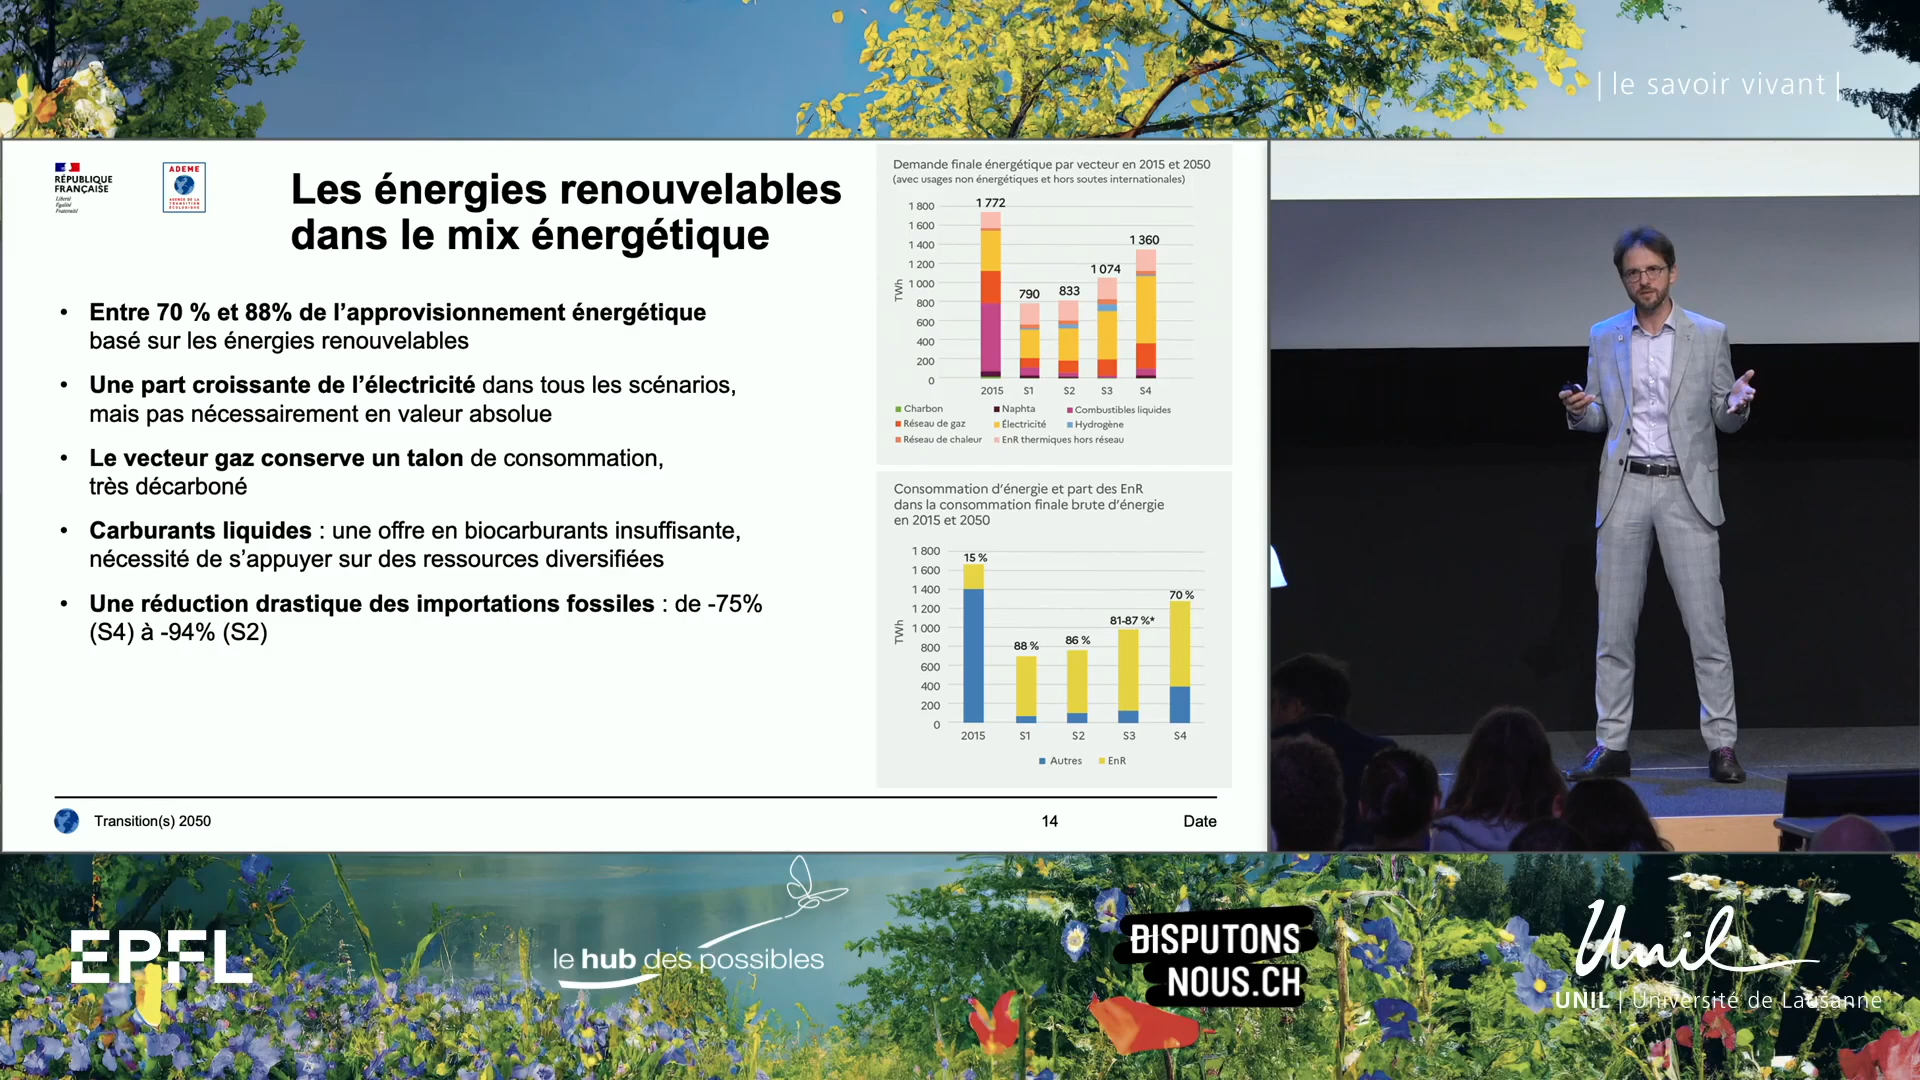 | le savoir vivant |
RÉPUBLIQUE
FRANÇAISE
Liberté
Égalité
Fraternité
ADEME
AGENCE DE LA
TRANSITION
ÉCOLOGIQUE
Les énergies renouvelables
dans le mix énergétique
• Entre 70 % et 88% de l’approvisionnement énergétique
basé sur les énergies renouvelables
• Une part croissante de l’électricité dans tous les scénarios,
mais pas nécessairement en valeur absolue
• Le vecteur gaz conserve un talon de consommation,
très décarboné
• Carburants liquides : une offre en biocarburants insuffisante,
nécessité de s’appuyer sur des ressources diversifiées
• Une réduction drastique des importations fossiles : de -75%
(S4) à -94% (S2)
Demande finale énergétique par vecteur en 2015 et 2050
(avec usages non énergétiques et hors soutes internationales)
TWh
1 800
1 600
1 400
1 200
1 000
800
600
400
200
0
1 772
790
833
1 074
1 360
2015 S1 S2 S3 S4
Charbon Naphta Combustibles liquides
Réseau de gaz Électricité Hydrogène
Réseau de chaleur EnR thermiques hors réseau
Consommation d’énergie et part des EnR
dans la consommation finale brute d’énergie
en 2015 et 2050
TWh
1 800
1 600
1 400
1 200
1 000
800
600
400
200
0
15 %
88 %
86 %
81-87 %*
70 %
2015 S1 S2 S3 S4
Autres EnR
Transition(s) 2050 14 Date
EPFL
le hub des possibles
DISPUTONS
NOUS.CH
Unil
UNIL | Université de Lausanne